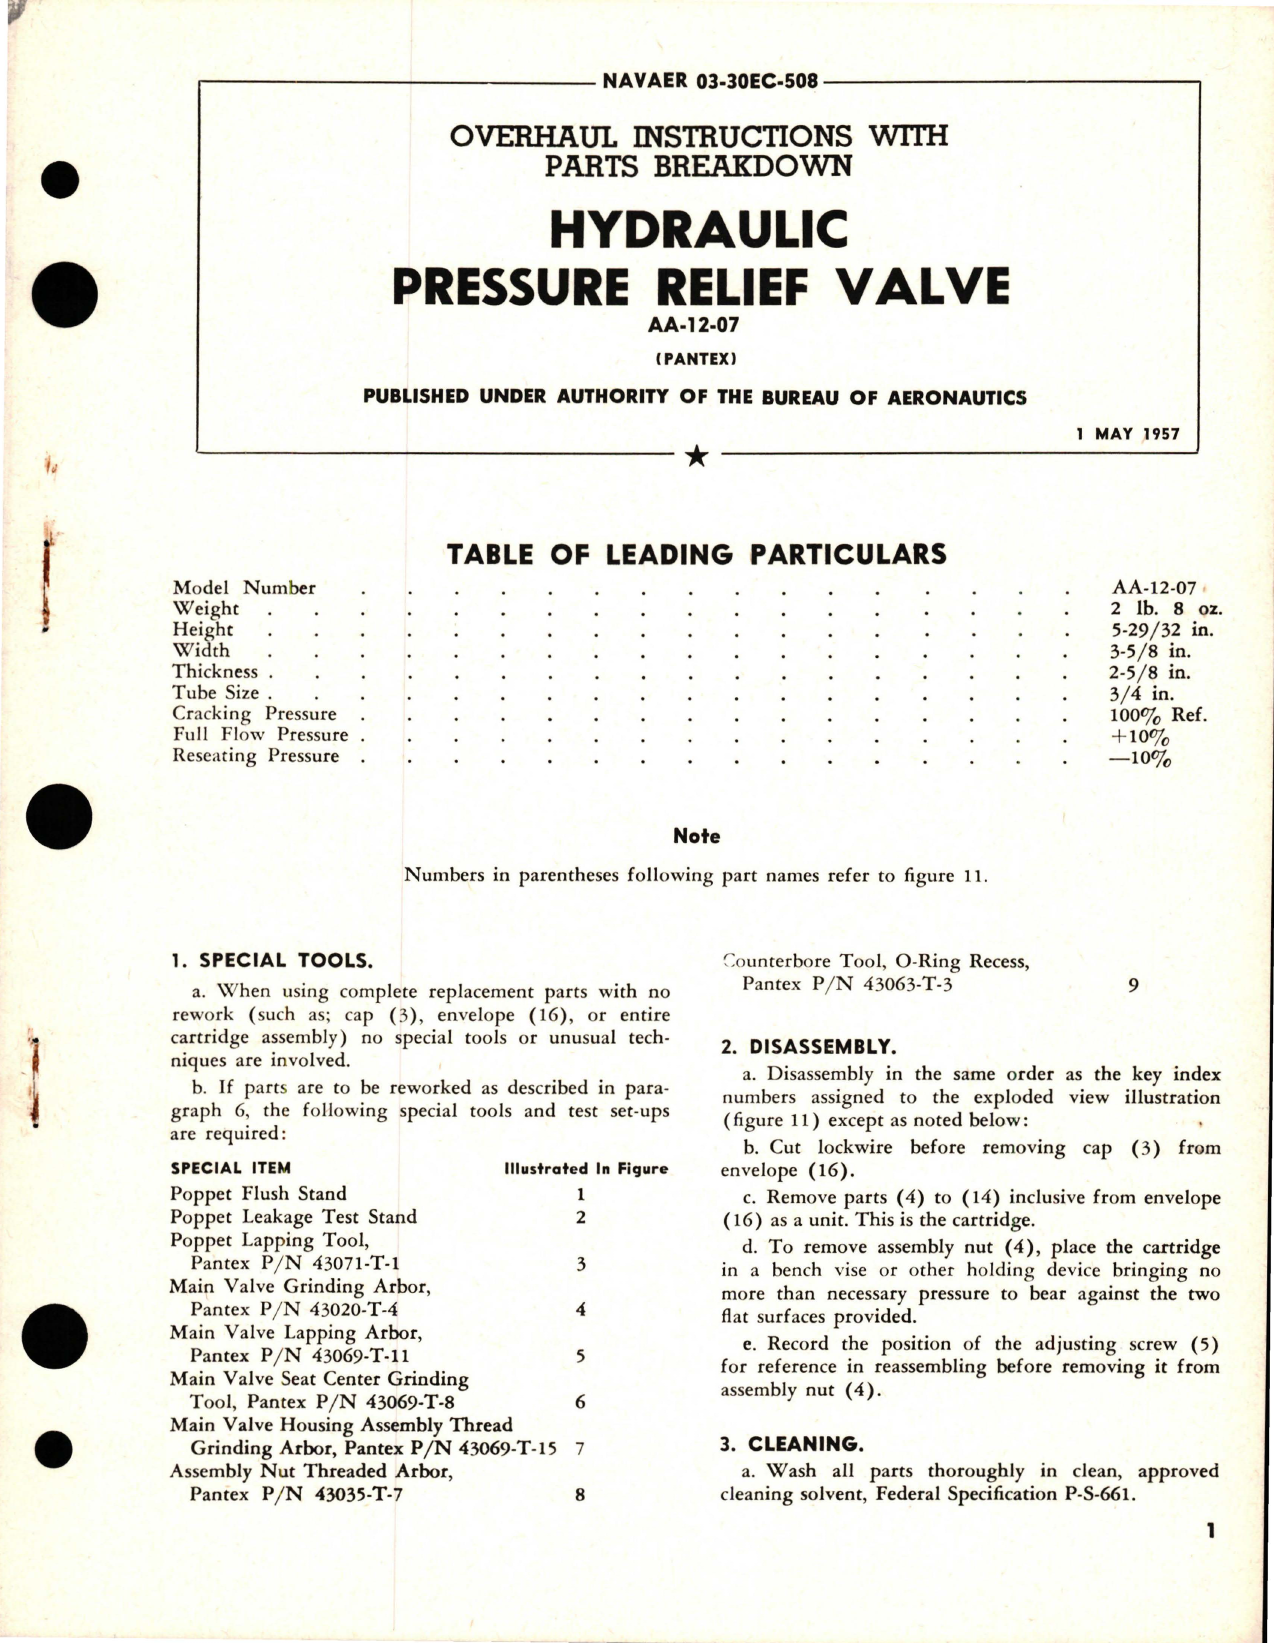 NAVAER 03-30EC-508
OVERHAUL INSTRUCTIONS WITH
PARTS BREAKDOWN
HYDRAULIC
PRESSURE RELIEF VALVE
AA-12-07
(PANTEX)
PUBLISHED UNDER AUTHORITY OF THE BUREAU OF AERONAUTICS
1 MAY 1957
TABLE OF LEADING PARTICULARS
Model Number . . . . . . . . . . . . . . . . AA-12-07
Weight . . . . . . . . . . . . . . . . . . 2 lb. 8 oz.
Height . . . . . . . . . . . . . . . . . . 5-29/32 in.
Width . . . . . . . . . . . . . . . . . . 3-5/8 in.
Thickness . . . . . . . . . . . . . . . . . . 2-5/8 in.
Tube Size . . . . . . . . . . . . . . . . . . 3/4 in.
Cracking Pressure . . . . . . . . . . . . . . . . 100% Ref.
Full Flow Pressure . . . . . . . . . . . . . . . . +10%
Reseating Pressure . . . . . . . . . . . . . . . . —10%
Note
Numbers in parentheses following part names refer to figure 11.
1. SPECIAL TOOLS.
a. When using complete replacement parts with no
rework (such as; cap (3), envelope (16), or entire
cartridge assembly) no special tools or unusual tech-
niques are involved.
b. If parts are to be reworked as described in para-
graph 6, the following special tools and test set-ups
are required:
SPECIAL ITEM Illustrated In Figure
Poppet Flush Stand 1
Poppet Leakage Test Stand 2
Poppet Lapping Tool,
Pantex P/N 43071-T-1 3
Main Valve Grinding Arbor,
Pantex P/N 43020-T-4 4
Main Valve Lapping Arbor,
Pantex P/N 43069-T-11 5
Main Valve Seat Center Grinding
Tool, Pantex P/N 43069-T-8 6
Main Valve Housing Assembly Thread
Grinding Arbor, Pantex P/N 43069-T-15 7
Assembly Nut Threaded Arbor,
Pantex P/N 43035-T-7 8
Counterbore Tool, O-Ring Recess,
Pantex P/N 43063-T-3 9
2. DISASSEMBLY.
a. Disassembly in the same order as the key index
numbers assigned to the exploded view illustration
(figure 11) except as noted below:
b. Cut lockwire before removing cap (3) from
envelope (16).
c. Remove parts (4) to (14) inclusive from envelope
(16) as a unit. This is the cartridge.
d. To remove assembly nut (4), place the cartridge
in a bench vise or other holding device bringing no
more than necessary pressure to bear against the two
flat surfaces provided.
e. Record the position of the adjusting screw (5)
for reference in reassembling before removing it from
assembly nut (4).
3. CLEANING.
a. Wash all parts thoroughly in clean, approved
cleaning solvent, Federal Specification P-S-661.
1